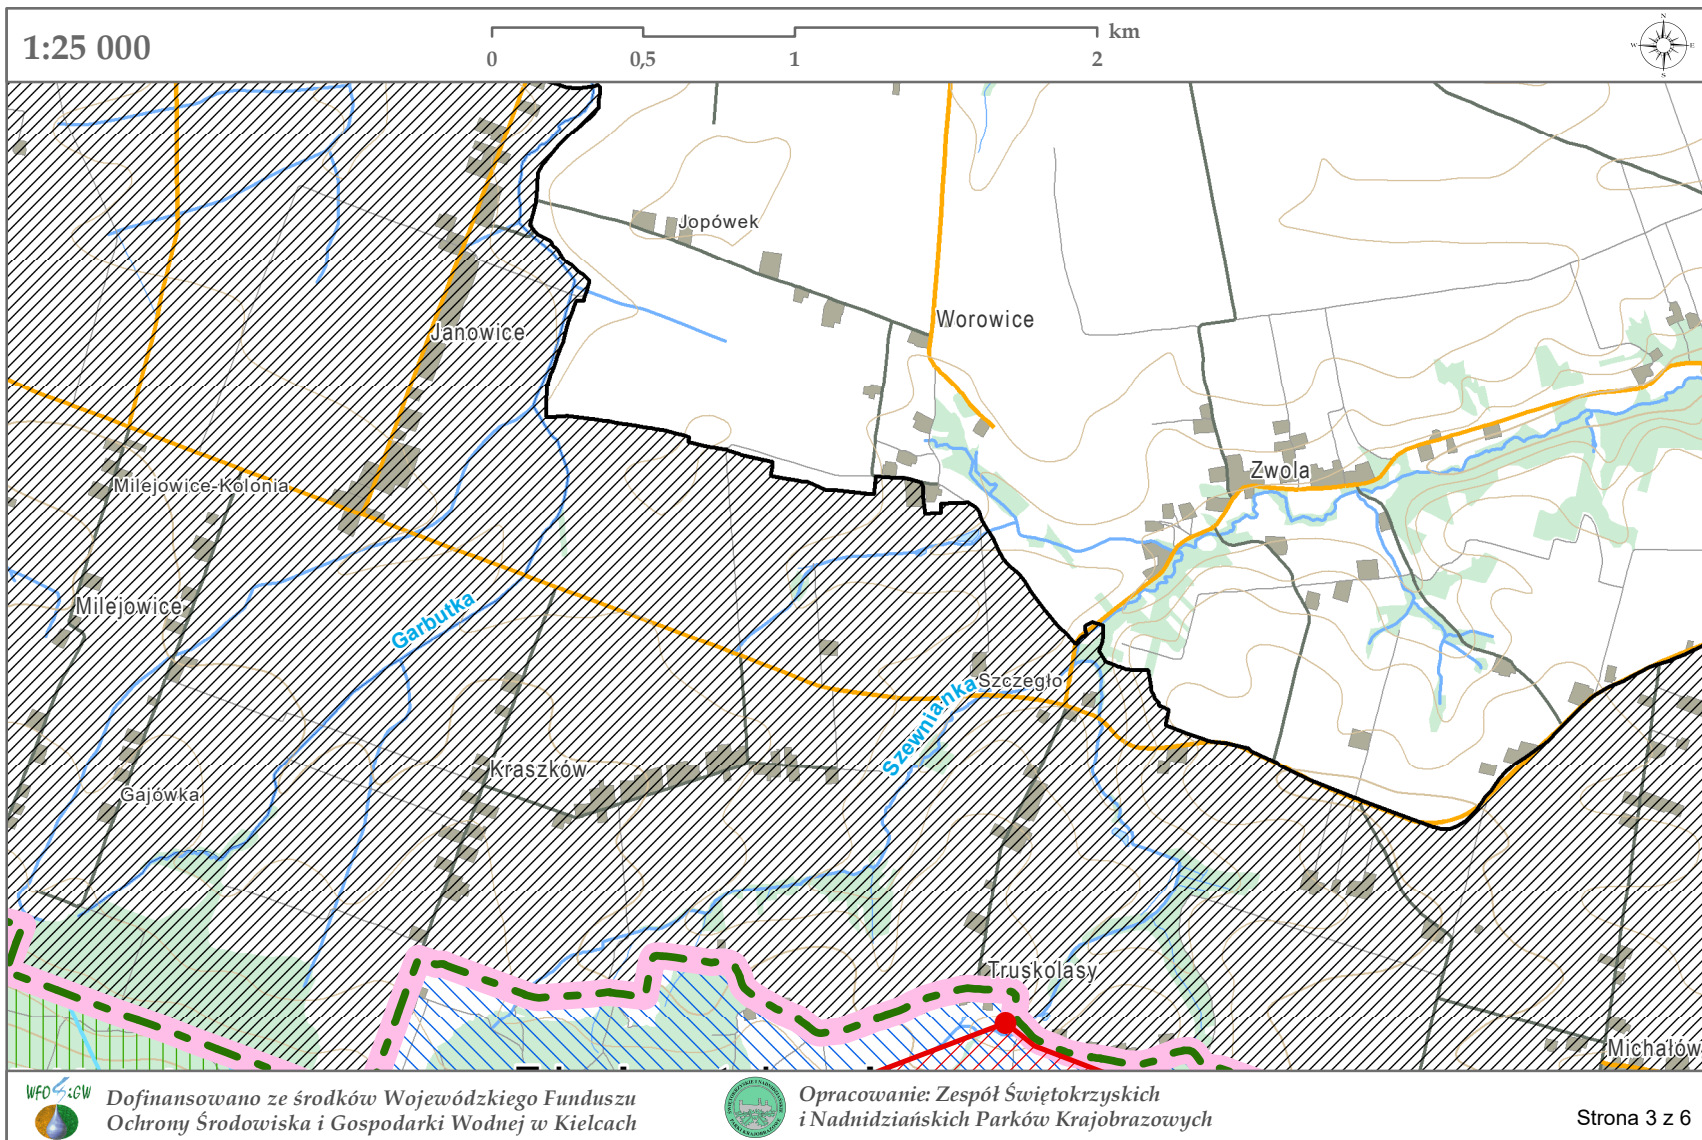 1:25 000
km
0 0,5 1 2
N
W E
S
Jopówek
Worowice
Janowice
Zwola
Milejowice-Kolonia
Milejowice
Garbutka
Szczegło
Szewnianka
Kraszków
Gajówka
Truskolasy
Michałów
WFOŚiGW
Dofinansowano ze środków Wojewódzkiego Funduszu
Ochrony Środowiska i Gospodarki Wodnej w Kielcach
Opracowanie: Zespół Świętokrzyskich
i Nadnidziańskich Parków Krajobrazowych
Strona 3 z 6